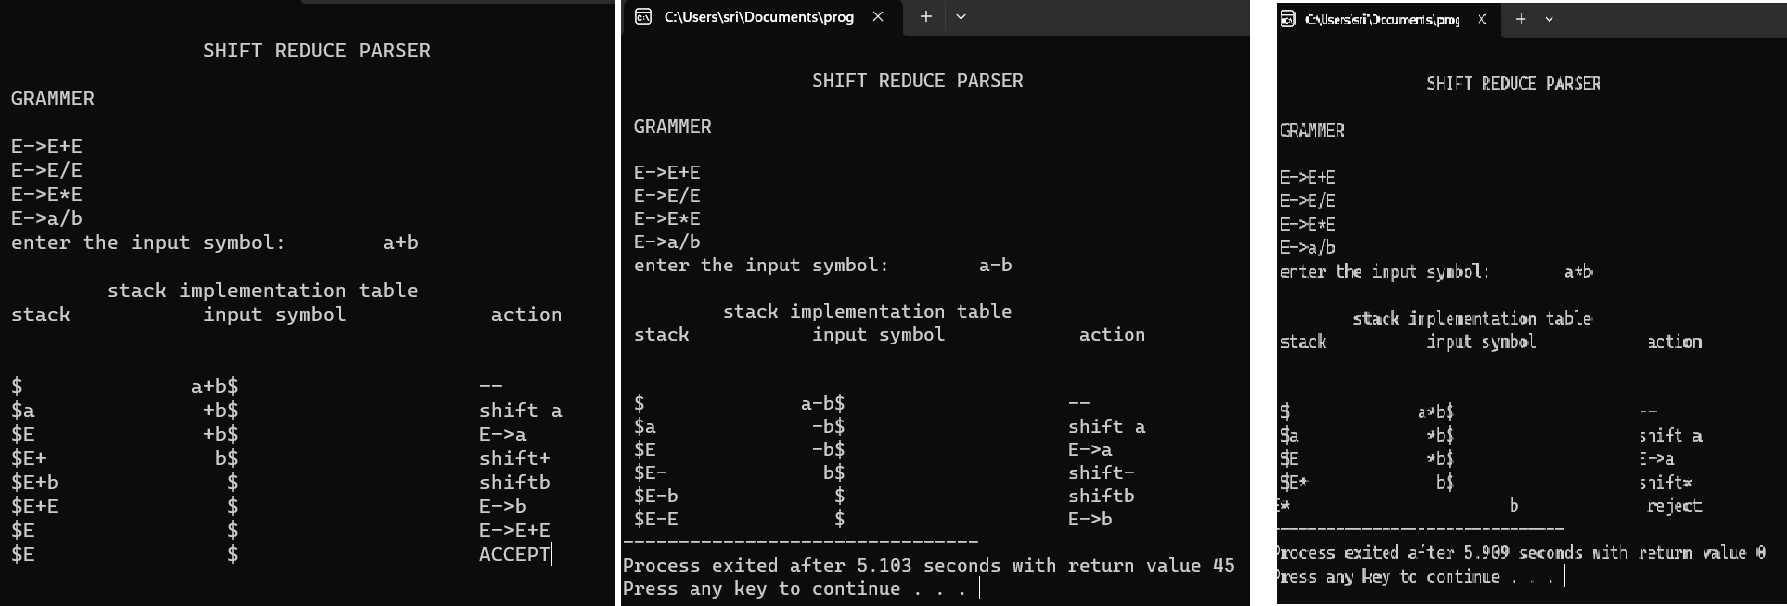 SHIFT REDUCE PARSER
GRAMMER
E->E+E
E->E/E
E->E*E
E->a/b
enter the input symbol: a+b
stack implementation table
stack input symbol action
$ a+b$ --
$a +b$ shift a
$E +b$ E->a
$E+ b$ shift+
$E+b $ shiftb
$E+E $ E->b
$E $ E->E+E
$E $ ACCEPT
C:\Users\sri\Documents\prog
SHIFT REDUCE PARSER
GRAMMER
E->E+E
E->E/E
E->E*E
E->a/b
enter the input symbol: a-b
stack implementation table
stack input symbol action
$ a-b$ --
$a -b$ shift a
$E -b$ E->a
$E- b$ shift-
$E-b $ shiftb
$E-E $ E->b
--------------------------------
Process exited after 5.103 seconds with return value 45
Press any key to continue . . .
C:\Users\sri\Documents\prog
SHIFT REDUCE PARSER
GRAMMER
E->E+E
E->E/E
E->E*E
E->a/b
enter the input symbol: a*b
stack implementation table
stack input symbol action
$ a*b$ --
$a *b$ shift a
$E *b$ E->a
$E* b$ shift*
E* b reject
--------------------------------
Process exited after 5.909 seconds with return value 0
Press any key to continue . . .